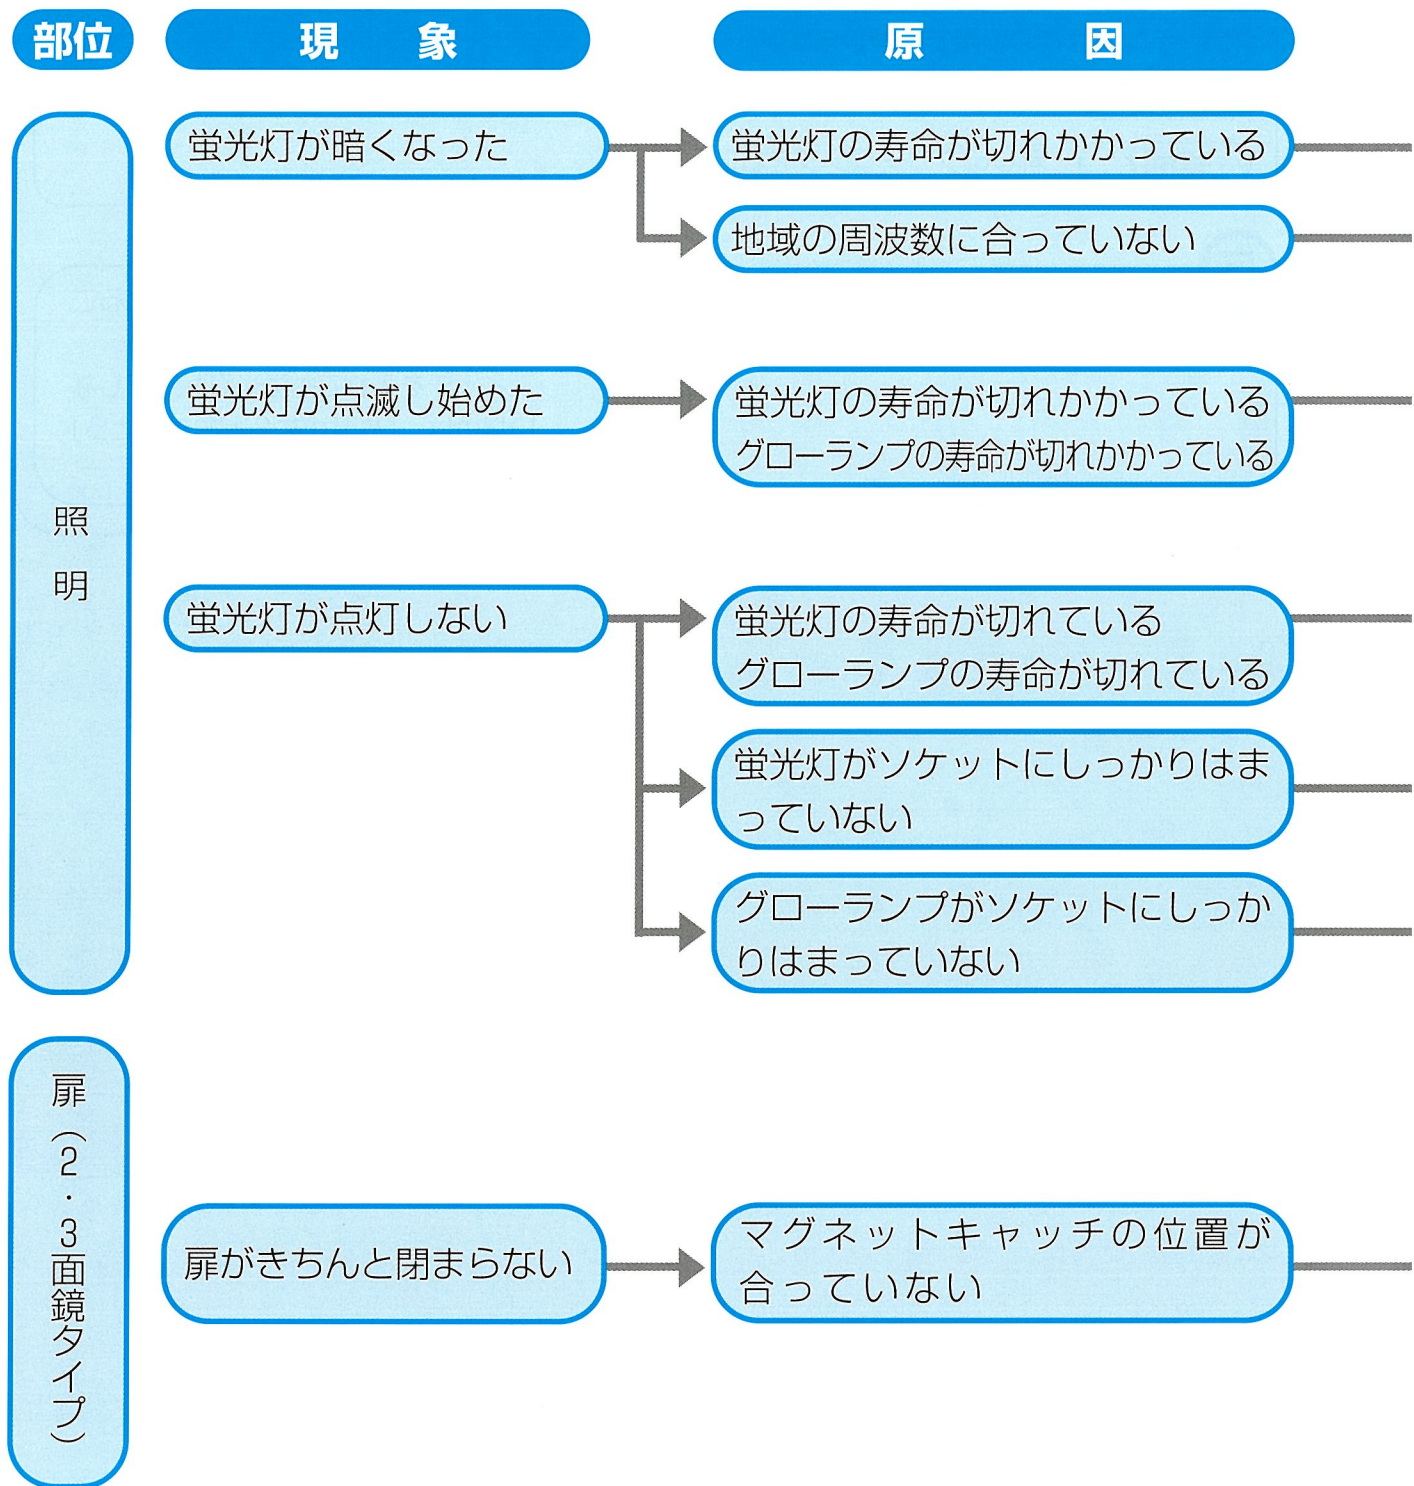 部位
現象
原因
照明
蛍光灯が暗くなった
蛍光灯の寿命が切れかかっている
地域の周波数に合っていない
蛍光灯が点滅し始めた
蛍光灯の寿命が切れかかっている
グローランプの寿命が切れかかっている
蛍光灯が点灯しない
蛍光灯の寿命が切れている
グローランプの寿命が切れている
蛍光灯がソケットにしっかりはま
っていない
グローランプがソケットにしっか
りはまっていない
扉（2・3面鏡タイプ）
扉がきちんと閉まらない
マグネットキャッチの位置が
合っていない